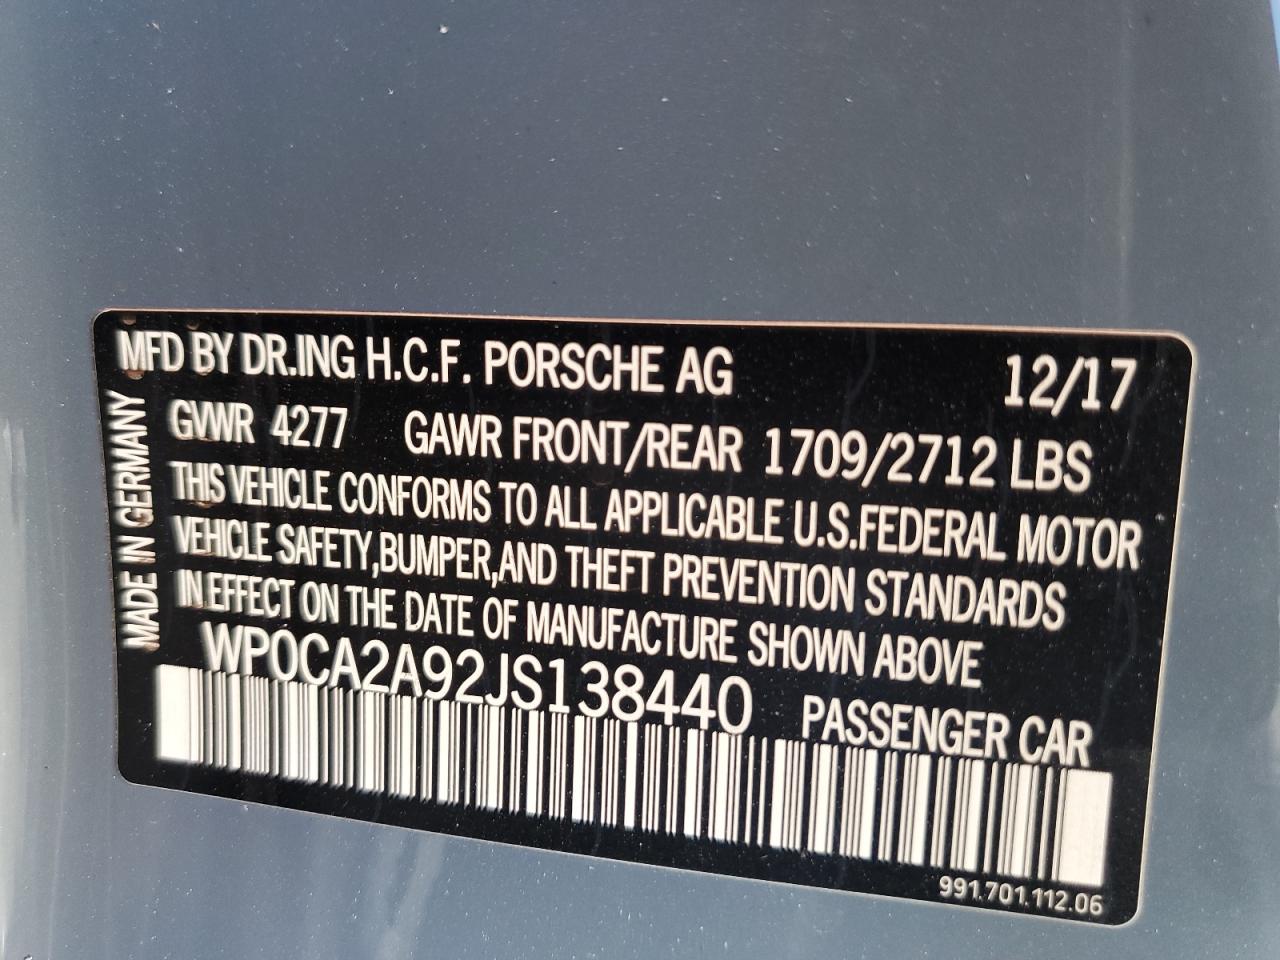 MFD BY DR.ING H.C.F. PORSCHE AG 12/17
GVWR 4277 GAWR FRONT/REAR 1709/2712 LBS
THIS VEHICLE CONFORMS TO ALL APPLICABLE U.S.FEDERAL MOTOR
VEHICLE SAFETY,BUMPER,AND THEFT PREVENTION STANDARDS
IN EFFECT ON THE DATE OF MANUFACTURE SHOWN ABOVE
WP0CA2A92JS138440 PASSENGER CAR
991.701.112.06
MADE IN GERMANY